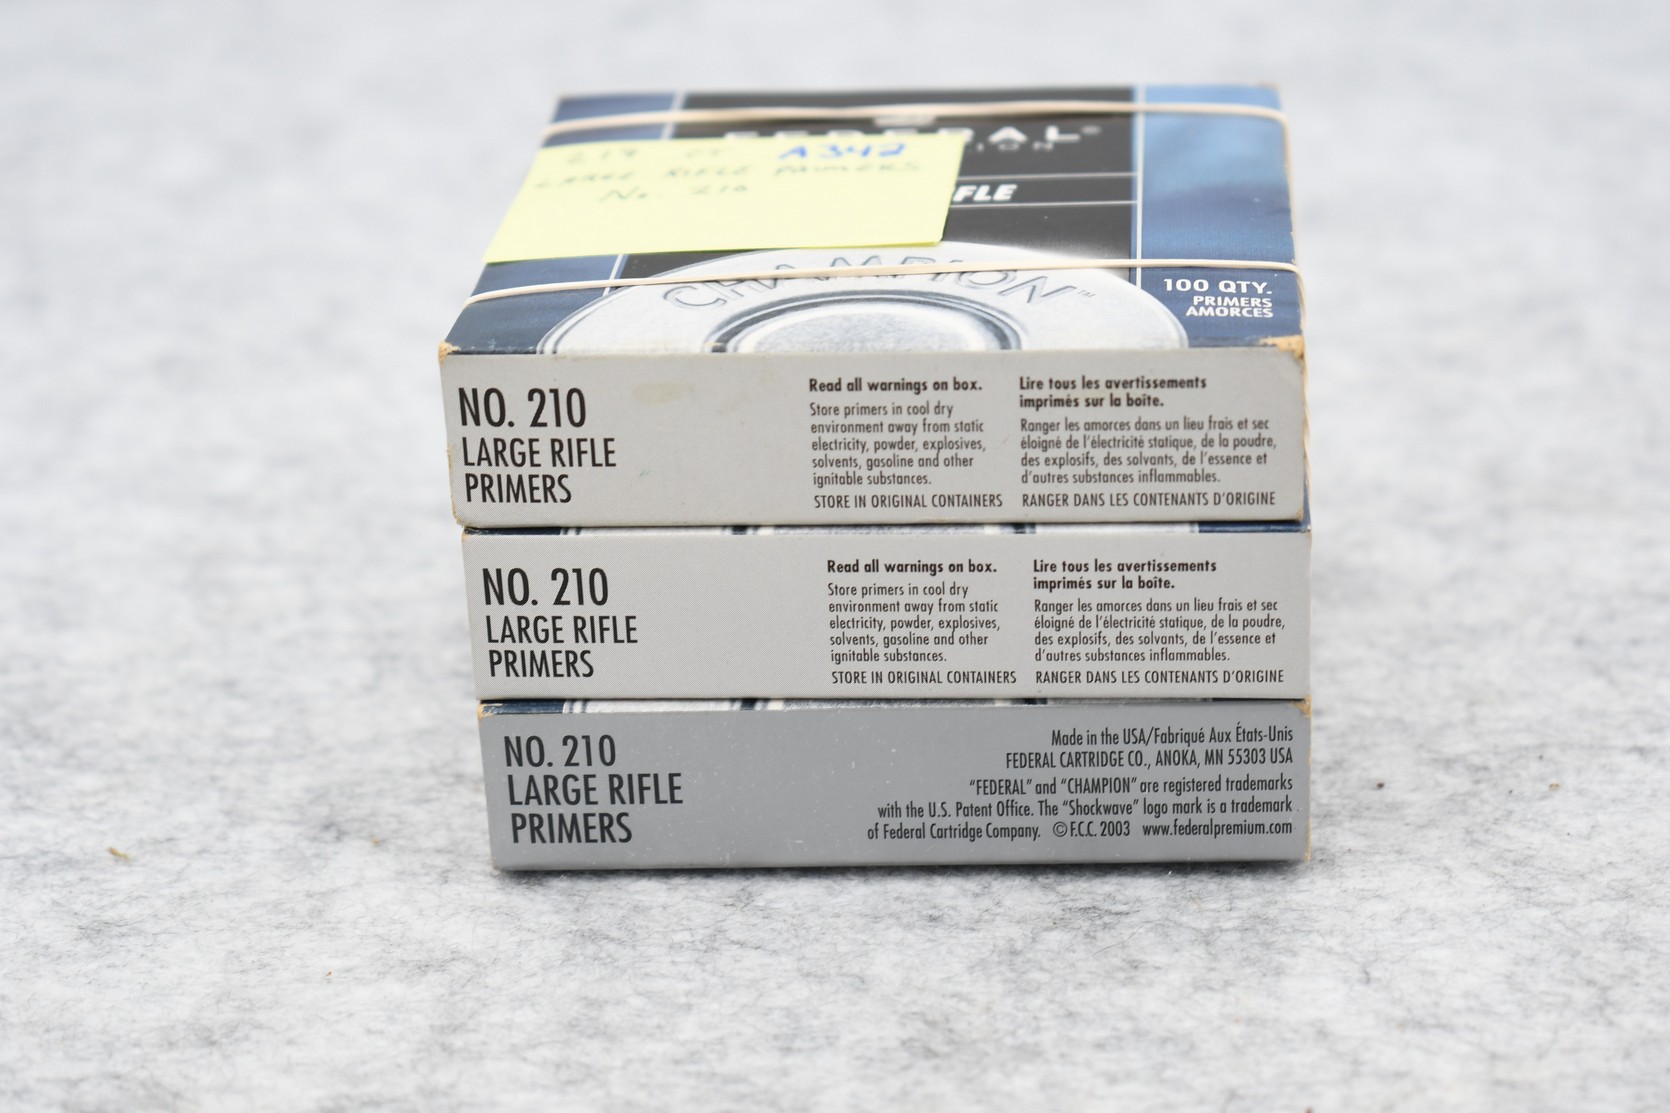 A342
LARGE RIFLE PRIMERS
No. 210
FEDERAL®
FLE
CHAMPION™
100 QTY.
PRIMERS
AMORCES
NO. 210
LARGE RIFLE
PRIMERS
Read all warnings on box.
Store primers in cool dry
environment away from static
electricity, powder, explosives,
solvents, gasoline and other
ignitable substances.
STORE IN ORIGINAL CONTAINERS
Lire tous les avertissements
imprimés sur la boîte.
Ranger les amorces dans un lieu frais et sec
éloigné de l'électricité statique, de la poudre,
des explosifs, des solvants, de l'essence et
d'autres substances inflammables.
RANGER DANS LES CONTENANTS D'ORIGINE
NO. 210
LARGE RIFLE
PRIMERS
Read all warnings on box.
Store primers in cool dry
environment away from static
electricity, powder, explosives,
solvents, gasoline and other
ignitable substances.
STORE IN ORIGINAL CONTAINERS
Lire tous les avertissements
imprimés sur la boîte.
Ranger les amorces dans un lieu frais et sec
éloigné de l'électricité statique, de la poudre,
des explosifs, des solvants, de l'essence et
d'autres substances inflammables.
RANGER DANS LES CONTENANTS D'ORIGINE
NO. 210
LARGE RIFLE
PRIMERS
Made in the USA/Fabriqué Aux États-Unis
FEDERAL CARTRIDGE CO., ANOKA, MN 55303 USA
"FEDERAL" and "CHAMPION" are registered trademarks
with the U.S. Patent Office. The "Shockwave" logo mark is a trademark
of Federal Cartridge Company. © F.C.C. 2003 www.federalpremium.com